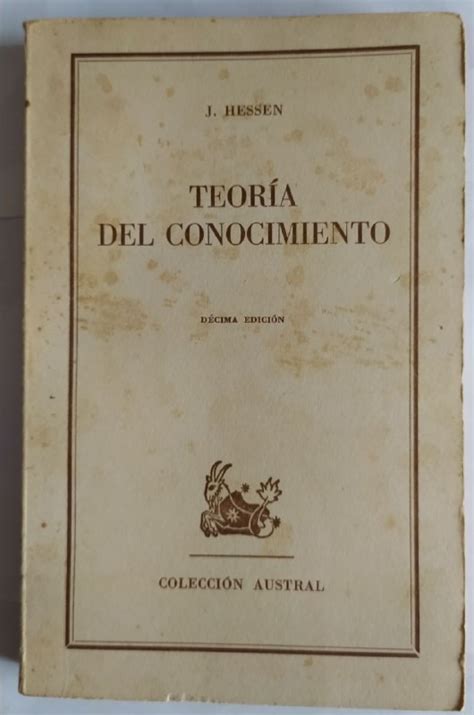 J. HESSEN
TEORÍA
DEL CONOCIMIENTO
DÉCIMA EDICIÓN
COLECCIÓN AUSTRAL